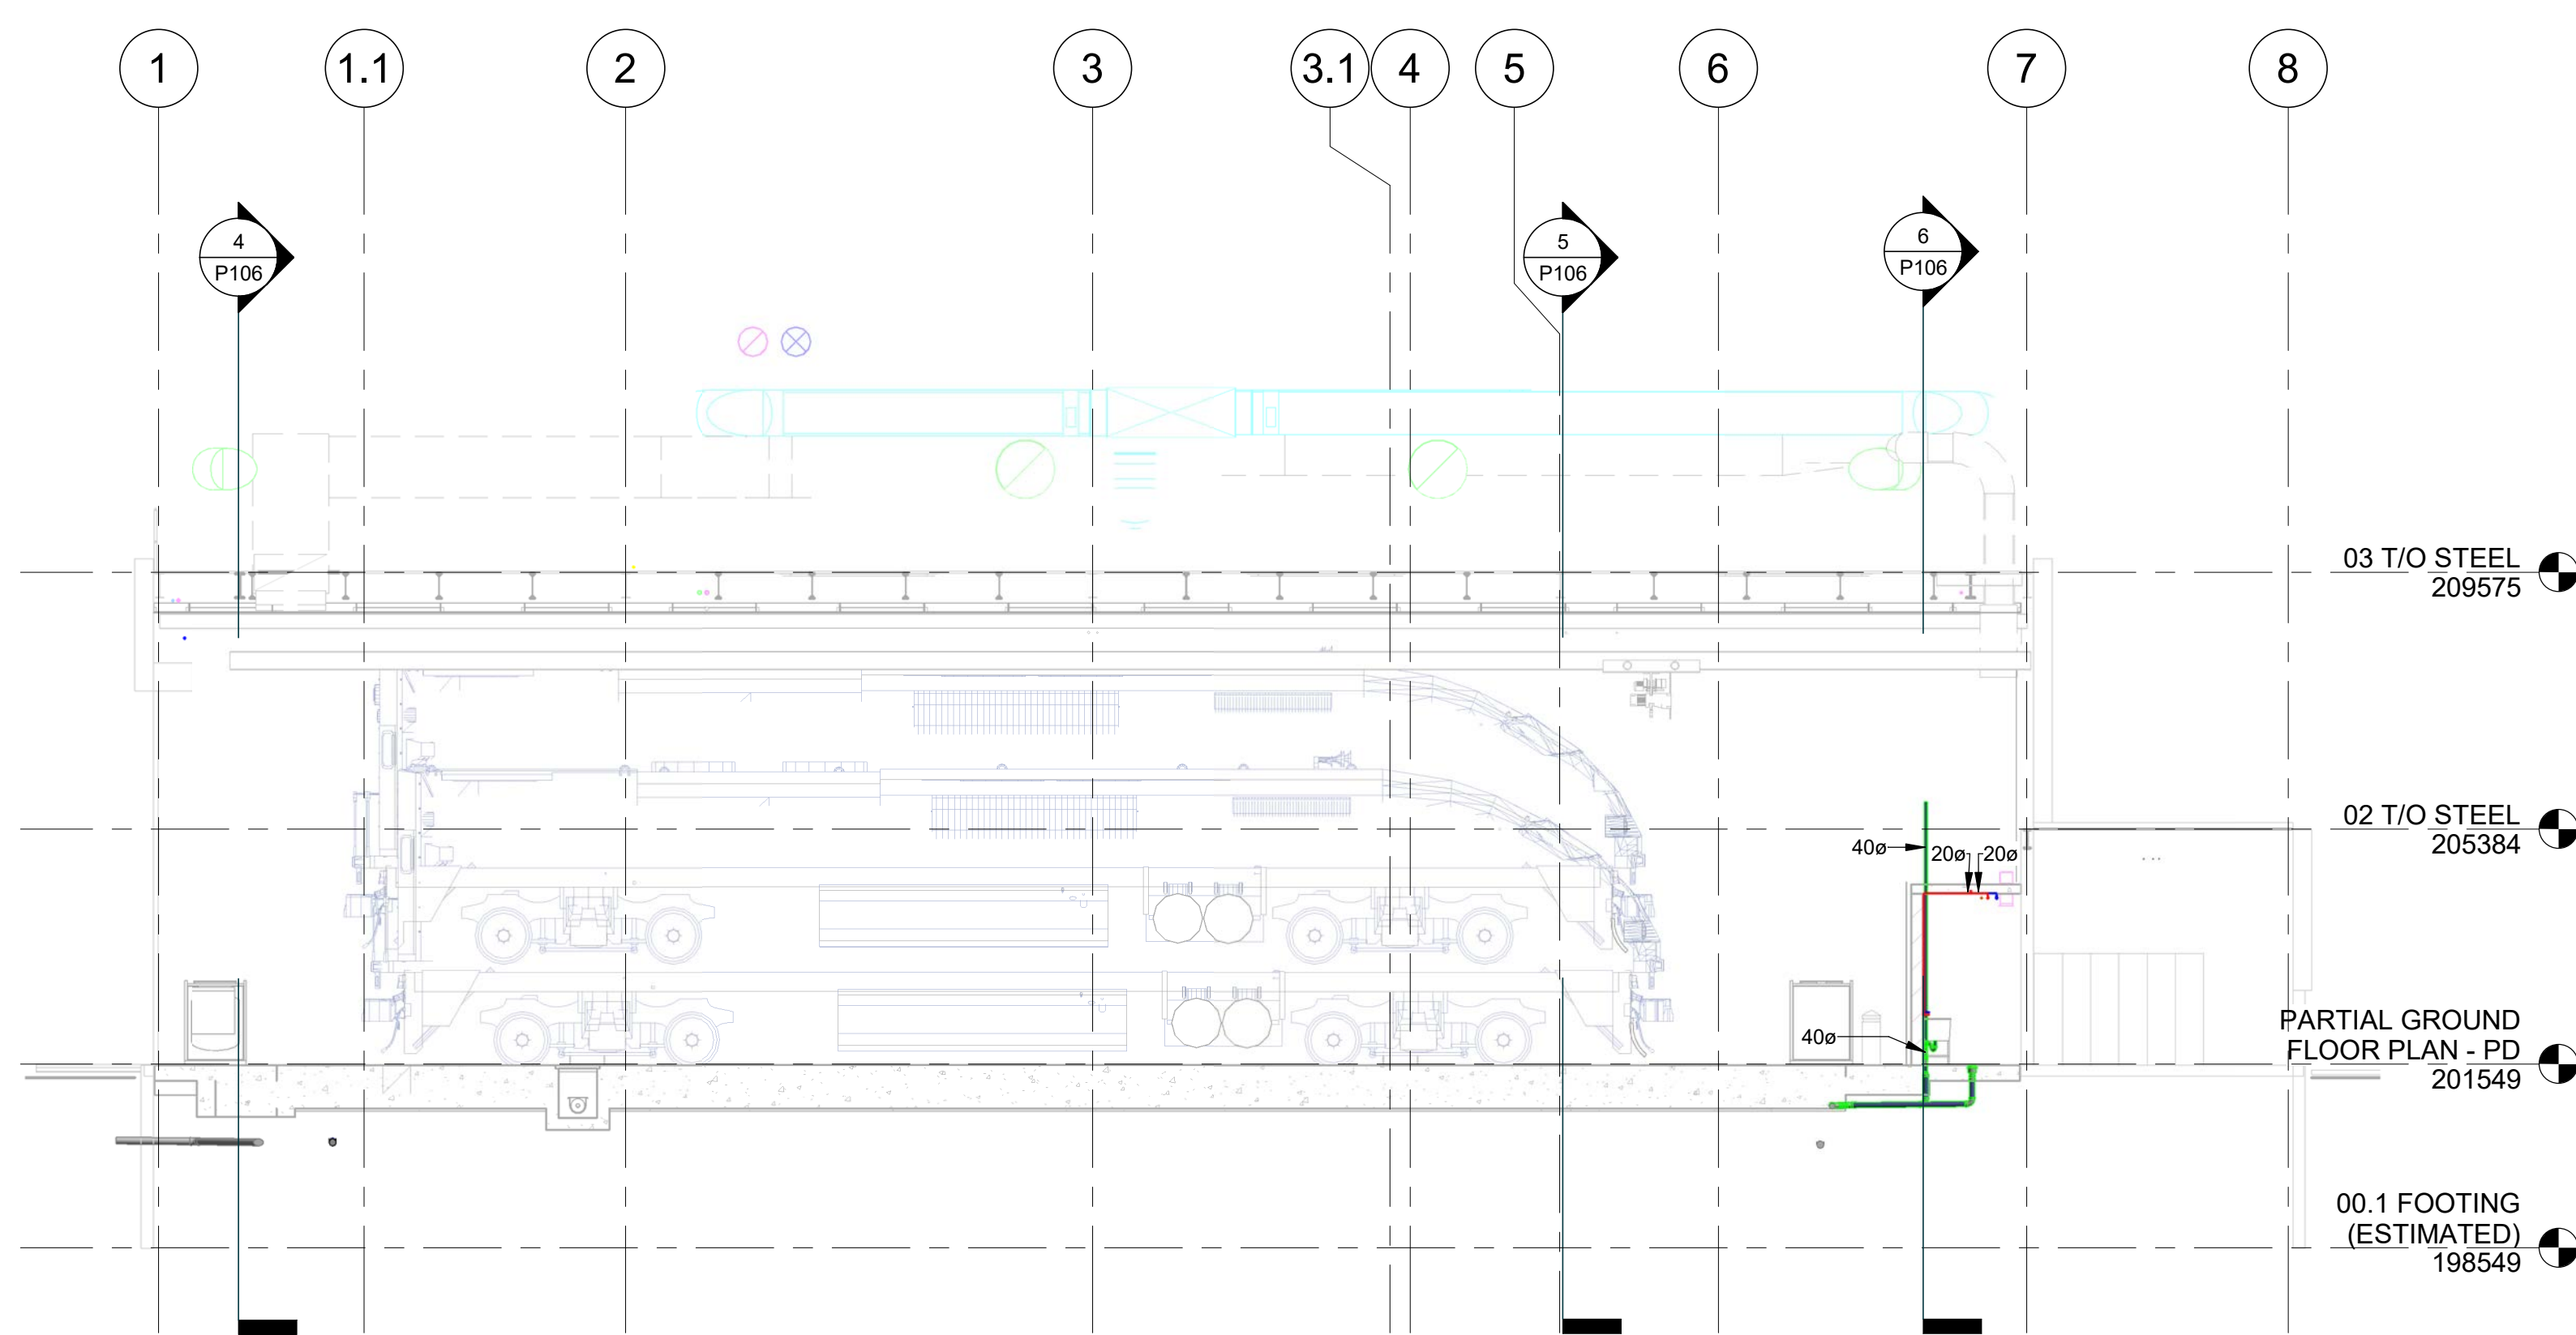 1
1.1
2
3
3.1
4
5
6
7
8
4
P106
5
P106
6
P106
03 T/O STEEL
209575
02 T/O STEEL
205384
40ø
20ø
20ø
PARTIAL GROUND
FLOOR PLAN - PD
201549
40ø
00.1 FOOTING
(ESTIMATED)
198549